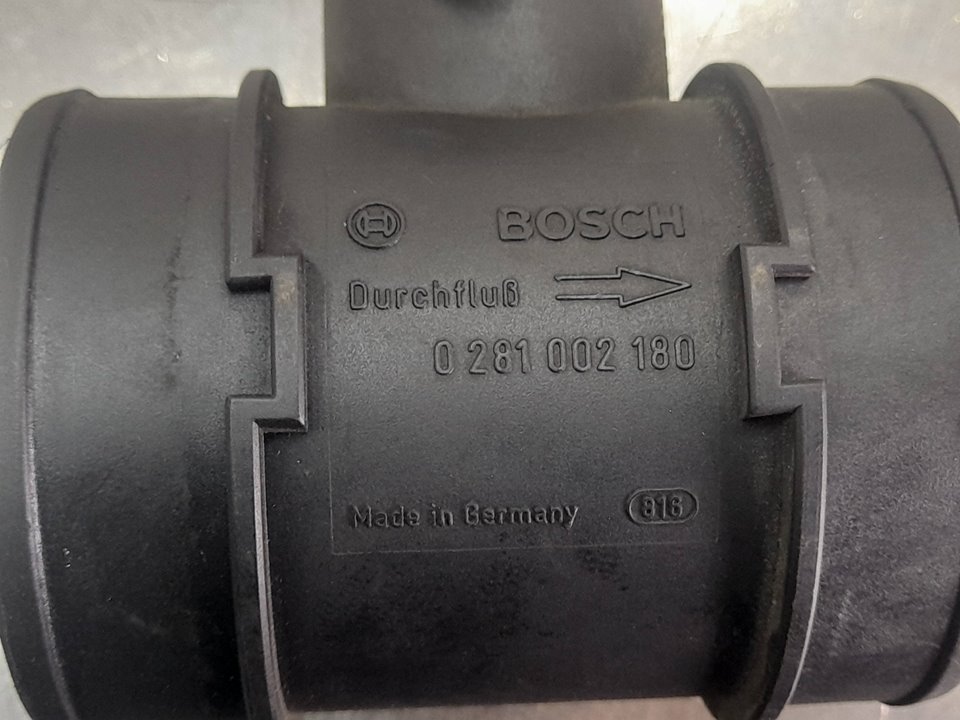 BOSCH
Durchfluß
0 281 002 180
Made in Germany 816